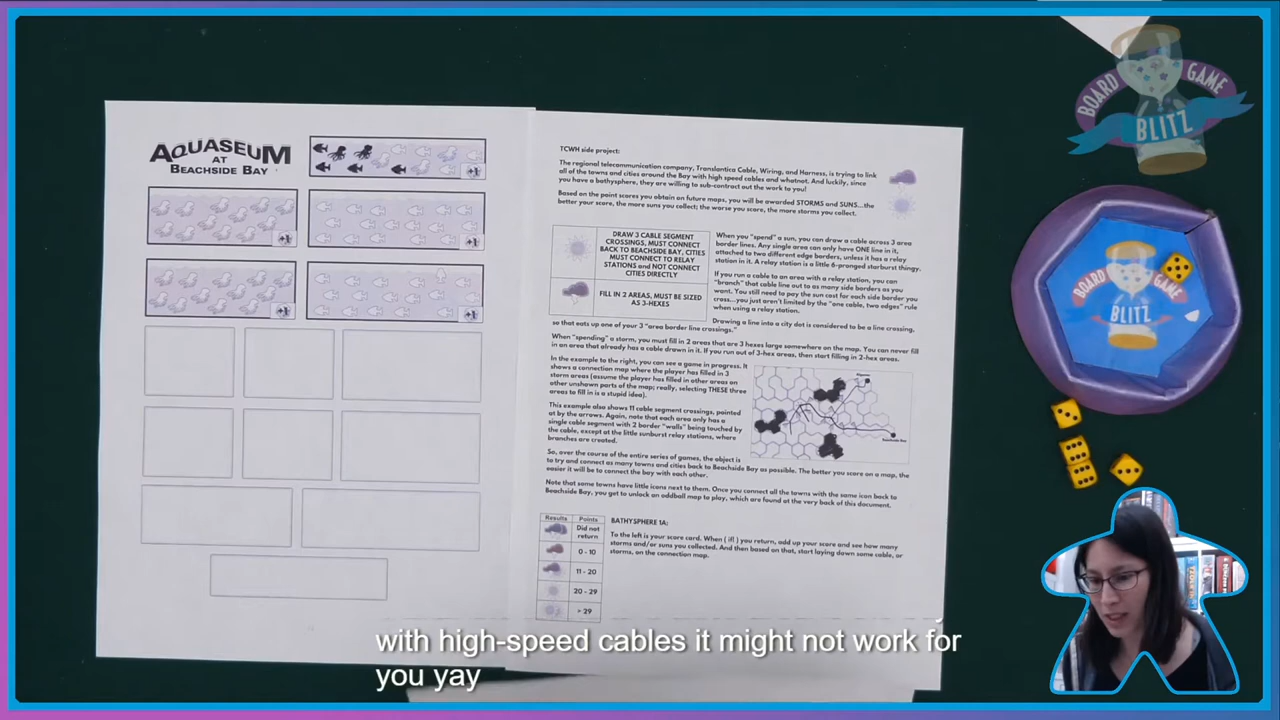 AQUASEUM
AT
BEACHSIDE BAY
+1
+1
+1
+1
+1
TCWH side project:
The regional telecommunication company, Translantica Cable, Wiring, and Harness, is trying to link
all of the towns and cities around the Bay with high speed cables and whatnot. And luckily, since
you have a bathysphere, they are willing to sub-contract out the work to you!
Based on the point scores you obtain on future maps, you will be awarded STORMS and SUNS...the
better your score, the more suns you collect; the worse you score, the more storms you collect.
DRAW 3 CABLE SEGMENT
CROSSINGS, MUST CONNECT
BACK TO BEACHSIDE BAY, CITIES
MUST CONNECT TO RELAY
STATIONS and NOT CONNECT
CITIES DIRECTLY
FILL IN 2 AREAS, MUST BE SIZED
AS 3-HEXES
When you "spend" a sun, you can draw a cable across 3 area
border lines. Any single area can only have ONE line in it,
attached to two different edge borders, unless it has a relay
station in it. A relay station is a little 6-pronged starburst thingy.
If you run a cable to an area with a relay station, you can
"branch" that cable line out to as many side borders as you
want. You still need to pay the sun cost for each side border you
cross...you just aren't limited by the "one cable, two edges" rule
when using a relay station.
Drawing a line into a city dot is considered to be a line crossing,
so that eats up one of your 3 "area border line crossings."
When "spending" a storm, you must fill in 2 areas that are 3 hexes large somewhere on the map. You can never fill
in an area that already has a cable drawn in it. If you run out of 3-hex areas, then start filling in 2-hex areas.
In the example to the right, you can see a game in progress. It
shows a connection map where the player has filled in 3
storm areas (assume the player has filled in other areas on
other unshown parts of the map; really, selecting THESE three
areas to fill in is a stupid idea).
This example also shows 11 cable segment crossings, pointed
at by the arrows. Again, note that each area only has a
single cable segment with 2 border "walls" being touched by
the cable, except at the little sunburst relay stations, where
branches are created.
Beachside Bay
So, over the course of the entire series of games, the object is
to try and connect as many towns and cities back to Beachside Bay as possible. The better you score on a map, the
easier it will be to connect the bay with each other.
Note that some towns have little icons next to them. Once you connect all the towns with the same icon back to
Beachside Bay, you get to unlock an oddball map to play, which are found at the very back of this document.
Results Points
Did not
return
0 - 10
11 - 20
20 - 29
> 29
BATHYSPHERE 1A:
To the left is your score card. When ( if! ) you return, add up your score and see how many
storms and/or suns you collected. And then based on that, start laying down some cable, or
storms, on the connection map.
BOARD GAME
BLITZ
BOARD GAME
BLITZ
with high-speed cables it might not work for
you yay